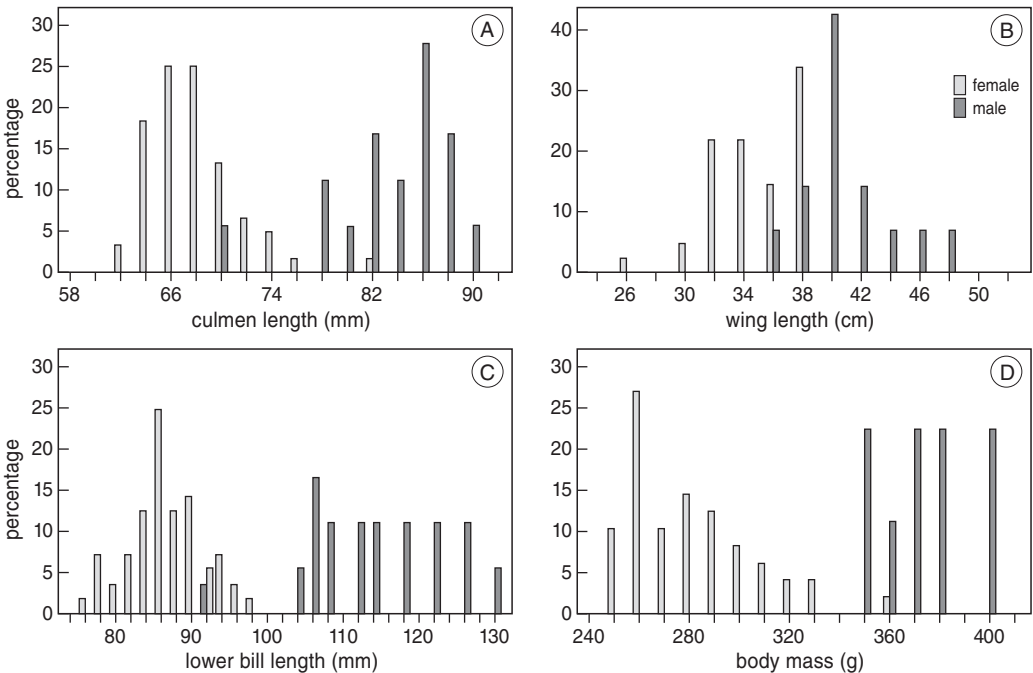 A
30
25
20
15
10
5
0
percentage
58 66 74 82 90
culmen length (mm)
B
40
30
20
10
0
female
male
26 30 34 38 42 46 50
wing length (cm)
C
30
25
20
15
10
5
0
percentage
80 90 100 110 120 130
lower bill length (mm)
D
30
25
20
15
10
5
0
240 280 320 360 400
body mass (g)